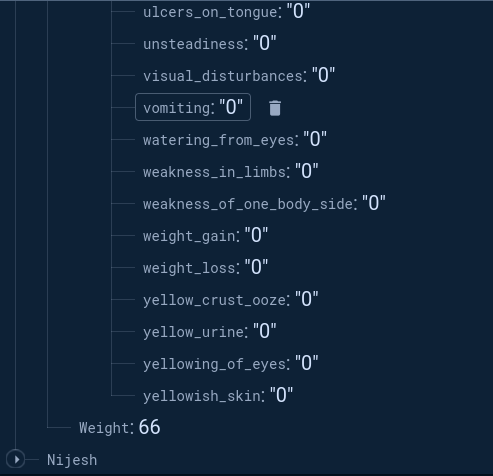 ulcers_on_tongue: "0"
unsteadiness: "0"
visual_disturbances: "0"
vomiting: "0"
watering_from_eyes: "0"
weakness_in_limbs: "0"
weakness_of_one_body_side: "0"
weight_gain: "0"
weight_loss: "0"
yellow_crust_ooze: "0"
yellow_urine: "0"
yellowing_of_eyes: "0"
yellowish_skin: "0"
Weight: 66
Nijesh